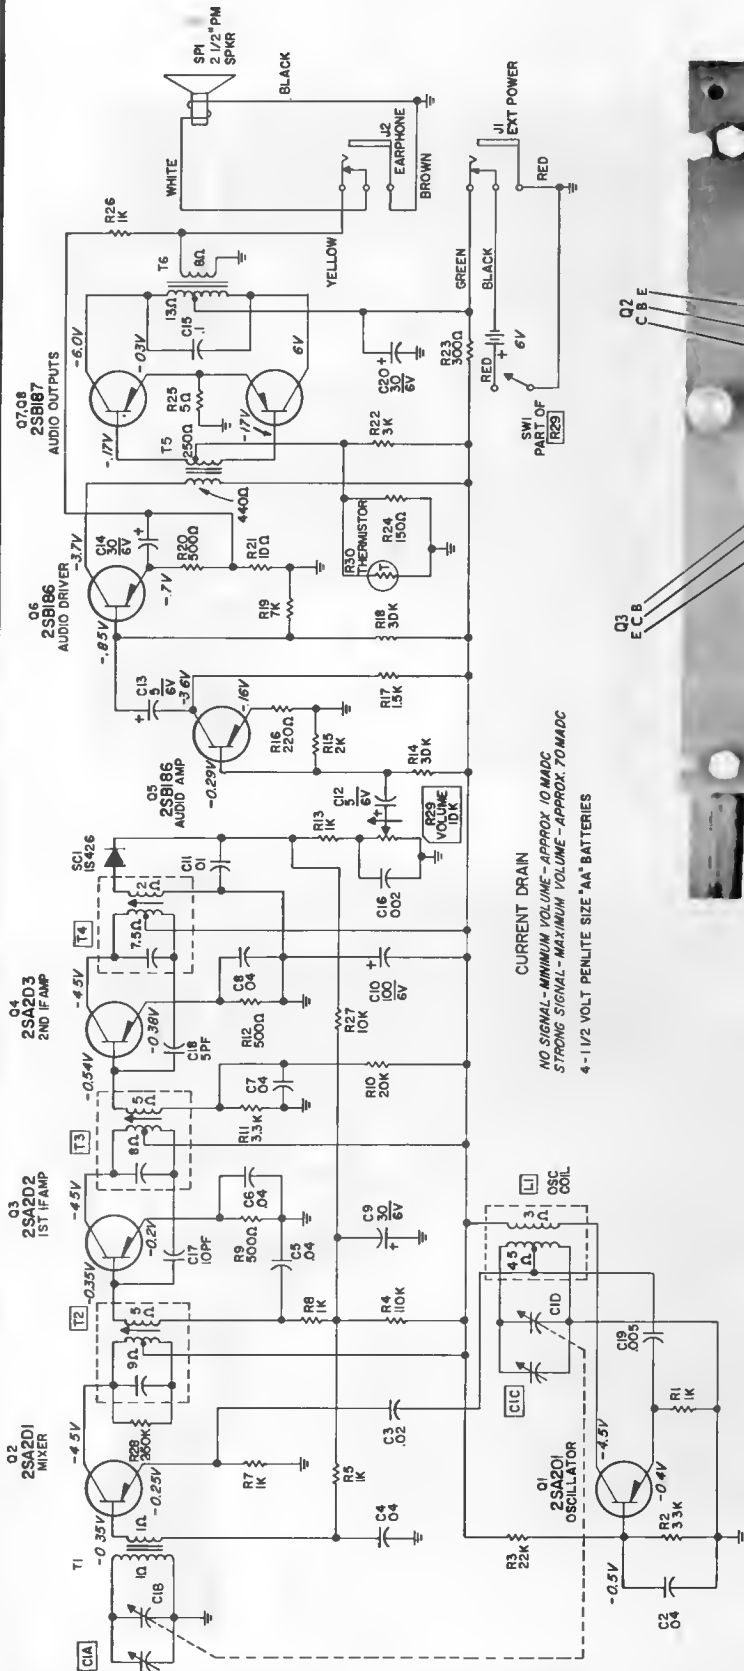 T1
C1A
C1B
1Ω
1Ω
-0.35V
Q2
2SA201
MIXER
-4.5V
-0.25V
R28
260K
R7
1K
C4
.04
R5
1K
C3
.02
T2
9Ω
5Ω
-0.35V
Q3
2SA202
1ST IF AMP
-4.5V
-0.2V
C17
10PF
R9
500Ω
C6
.04
C5
.04
R8
1K
R4
110K
C9
30
6V
T3
8Ω
5Ω
-0.54V
Q4
2SA203
2ND IF AMP
-4.5V
-0.38V
C18
5PF
R11
3.3K
C7
.04
R10
20K
R12
500Ω
C8
.04
C10
100
6V
R27
10K
T4
7.5Ω
2Ω
SC1
1S426
C11
.01
R13
1K
C16
.002
R29
VOLUME
10K
C12
5
6V
Q5
2SB186
AUDIO AMP
-0.29V
-3.6V
-.16V
C13
5
6V
R16
220Ω
R15
2K
R14
30K
R17
1.5K
Q6
2SB186
AUDIO DRIVER
-.85V
-3.7V
-.7V
C14
30
6V
R20
500Ω
R21
10Ω
R19
7K
R18
30K
440Ω
T5
250Ω
R30
THERMISTOR
T
R24
150Ω
R22
3K
Q7,Q8
2SB187
AUDIO OUTPUTS
-.17V
-6.0V
-.03V
R25
5Ω
-.17V
6V
C15
.1
13Ω
T6
8Ω
C20
30
6V
R26
1K
R23
300Ω
WHITE
BLACK
SP1
2 1/2" PM
SPKR
YELLOW
J2
EARPHONE
BROWN
GREEN
BLACK
J1
EXT POWER
RED
RED
6V
SW1
PART OF
R29
Q1
2SA201
OSCILLATOR
-0.5V
-4.5V
-0.4V
R3
22K
C2
.04
R2
3.3K
R1
1K
C19
.005
C1C
C1D
4.5
Ω
3
Ω
L1
OSC
COIL
CURRENT DRAIN
NO SIGNAL-MINIMUM VOLUME-APPROX 10 MADC
STRONG SIGNAL-MAXIMUM VOLUME-APPROX. 70 MADC
4-1 1/2 VOLT PENLITE SIZE "AA" BATTERIES
Q3
E C B
Q2
C B E